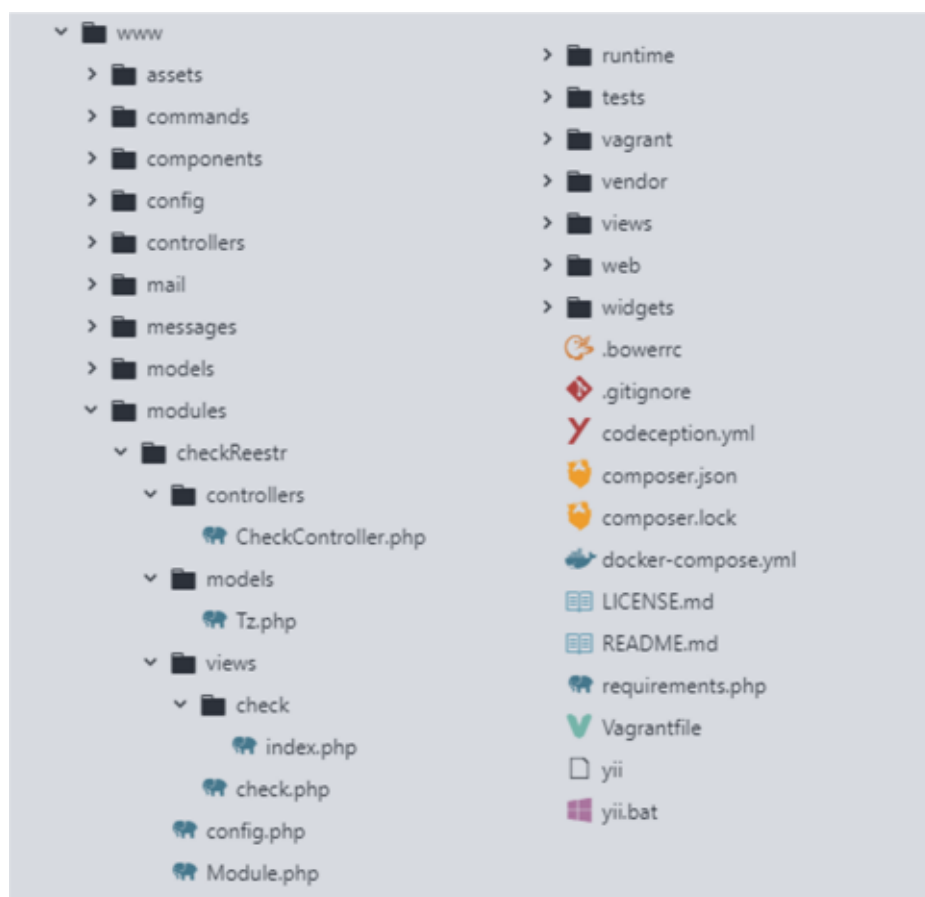 www
assets
commands
components
config
controllers
mail
messages
models
modules
checkReestr
controllers
CheckController.php
models
Tz.php
views
check
index.php
check.php
config.php
Module.php
runtime
tests
vagrant
vendor
views
web
widgets
.bowerrc
.gitignore
codeception.yml
composer.json
composer.lock
docker-compose.yml
LICENSE.md
README.md
requirements.php
Vagrantfile
yii
yii.bat